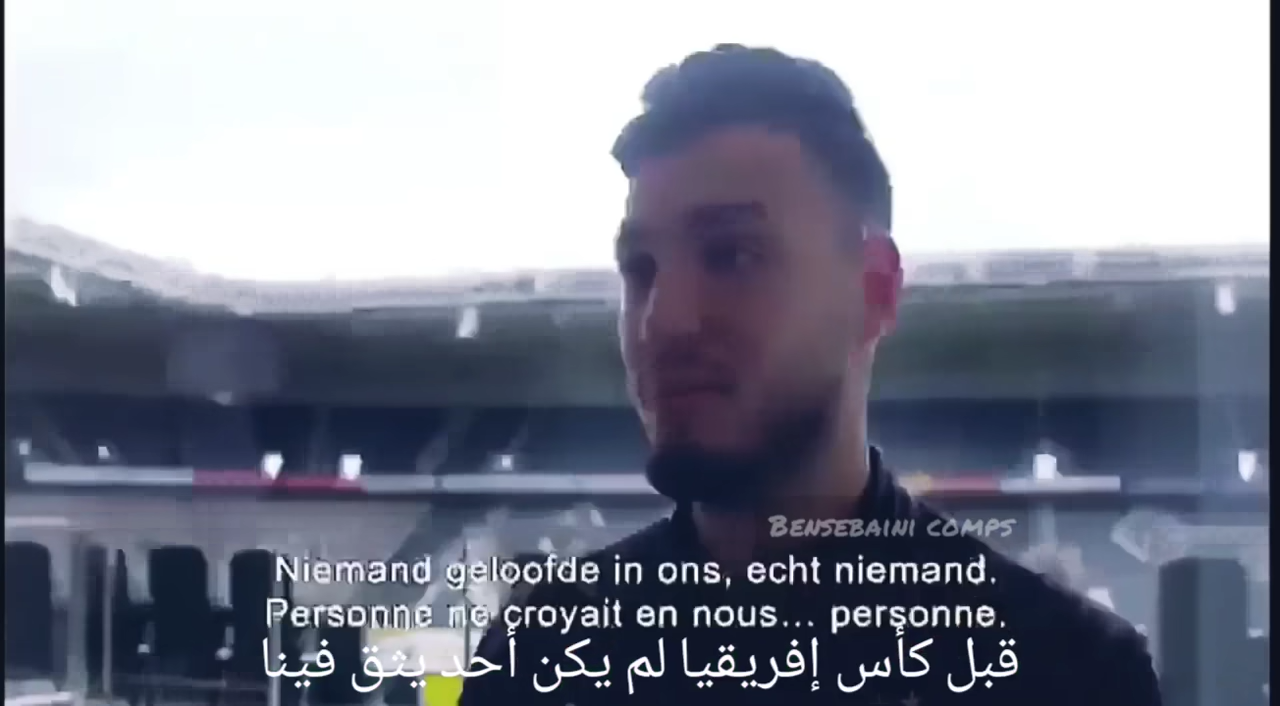 BENSEBAINI COMPS
Niemand geloofde in ons, echt niemand.
Personne ne croyait en nous... personne.
قبل كأس إفريقيا لم يكن أحد يثق فينا